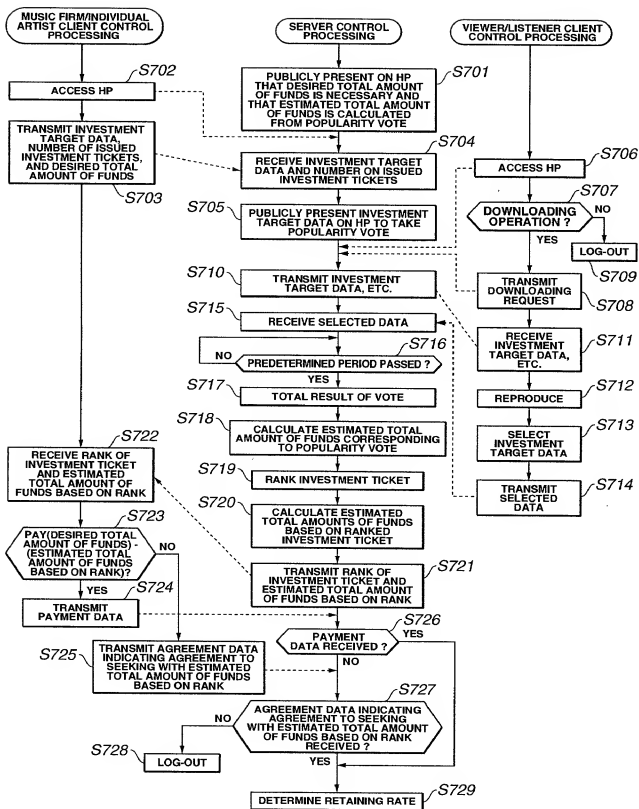 MUSIC FIRM/INDIVIDUAL
ARTIST CLIENT CONTROL
PROCESSING
S702
ACCESS HP
TRANSMIT INVESTMENT
TARGET DATA,
NUMBER OF ISSUED
INVESTMENT TICKETS,
AND DESIRED TOTAL
AMOUNT OF FUNDS
S703
S722
RECEIVE RANK OF
INVESTMENT TICKET
AND ESTIMATED
TOTAL AMOUNT OF
FUNDS BASED ON RANK
S723
PAY(DESIRED TOTAL
AMOUNT OF FUNDS) -
(ESTIMATED TOTAL
AMOUNT OF FUNDS
BASED ON RANK)?
NO
YES
S724
TRANSMIT
PAYMENT DATA
S725
TRANSMIT AGREEMENT DATA
INDICATING AGREEMENT TO
SEEKING WITH ESTIMATED
TOTAL AMOUNT OF FUNDS
BASED ON RANK
SERVER CONTROL
PROCESSING
S701
PUBLICLY PRESENT ON HP
THAT DESIRED TOTAL AMOUNT
OF FUNDS IS NECESSARY AND
THAT ESTIMATED TOTAL AMOUNT
OF FUNDS IS CALCULATED
FROM POPULARITY VOTE
S704
RECEIVE INVESTMENT TARGET
DATA AND NUMBER ON ISSUED
INVESTMENT TICKETS
S705
PUBLICLY PRESENT INVESTMENT
TARGET DATA ON HP TO TAKE
POPULARITY VOTE
S710
TRANSMIT INVESTMENT
TARGET DATA, ETC.
S715
RECEIVE SELECTED DATA
S716
NO
PREDETERMINED PERIOD PASSED ?
YES
S717
TOTAL RESULT OF VOTE
S718
CALCULATE ESTIMATED TOTAL
AMOUNT OF FUNDS CORRESPONDING
TO POPULARITY VOTE
S719
RANK INVESTMENT TICKET
S720
CALCULATE ESTIMATED
TOTAL AMOUNTS OF FUNDS
BASED ON RANKED
INVESTMENT TICKET
S721
TRANSMIT RANK OF
INVESTMENT TICKET AND
ESTIMATED TOTAL AMOUNT
OF FUNDS BASED ON RANK
S726
PAYMENT
DATA RECEIVED ?
YES
NO
S727
AGREEMENT DATA INDICATING
AGREEMENT TO SEEKING
WITH ESTIMATED TOTAL AMOUNT
OF FUNDS BASED ON RANK
RECEIVED ?
NO
S728
LOG-OUT
YES
S729
DETERMINE RETAINING RATE
VIEWER/LISTENER CLIENT
CONTROL PROCESSING
S706
ACCESS HP
S707
DOWNLOADING
OPERATION ?
NO
YES
LOG-OUT
S709
TRANSMIT
DOWNLOADING
REQUEST
S708
RECEIVE
INVESTMENT
TARGET DATA,
ETC.
S711
REPRODUCE
S712
SELECT
INVESTMENT
TARGET DATA
S713
TRANSMIT
SELECTED
DATA
S714